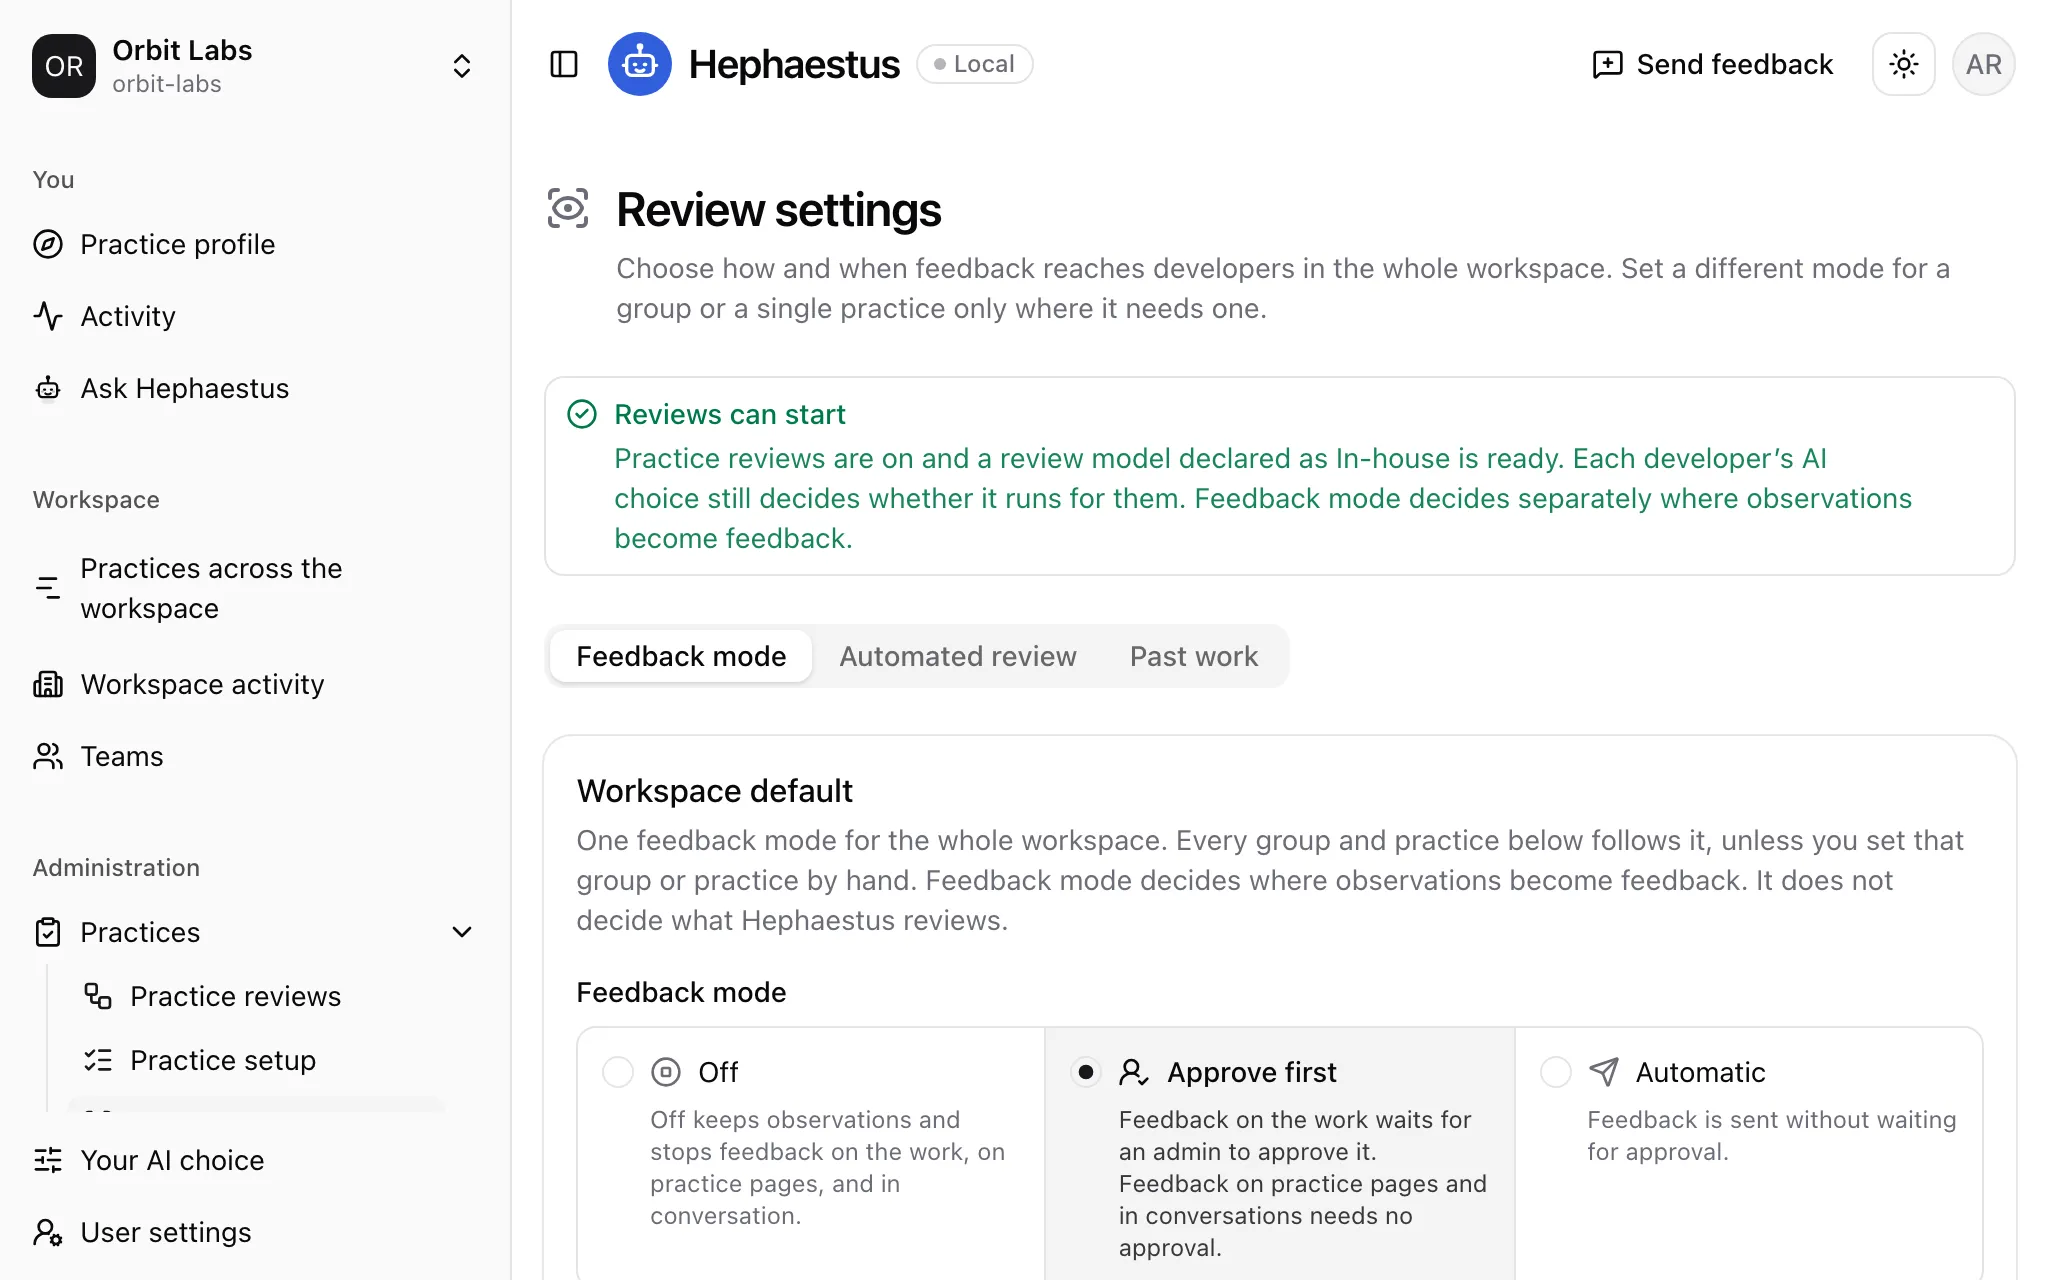 OR
Orbit Labs
orbit-labs
You
Practice profile
Activity
Ask Hephaestus
Workspace
Practices across the
workspace
Workspace activity
Teams
Administration
Practices
Practice reviews
Practice setup
Your AI choice
User settings
Hephaestus
Local
Send feedback
AR
Review settings
Choose how and when feedback reaches developers in the whole workspace. Set a different mode for a
group or a single practice only where it needs one.
Reviews can start
Practice reviews are on and a review model declared as In-house is ready. Each developer’s AI
choice still decides whether it runs for them. Feedback mode decides separately where observations
become feedback.
Feedback mode
Automated review
Past work
Workspace default
One feedback mode for the whole workspace. Every group and practice below follows it, unless you set that
group or practice by hand. Feedback mode decides where observations become feedback. It does not
decide what Hephaestus reviews.
Feedback mode
Off
Off keeps observations and
stops feedback on the work, on
practice pages, and in
conversation.
Approve first
Feedback on the work waits for
an admin to approve it.
Feedback on practice pages and
in conversations needs no
approval.
Automatic
Feedback is sent without waiting
for approval.